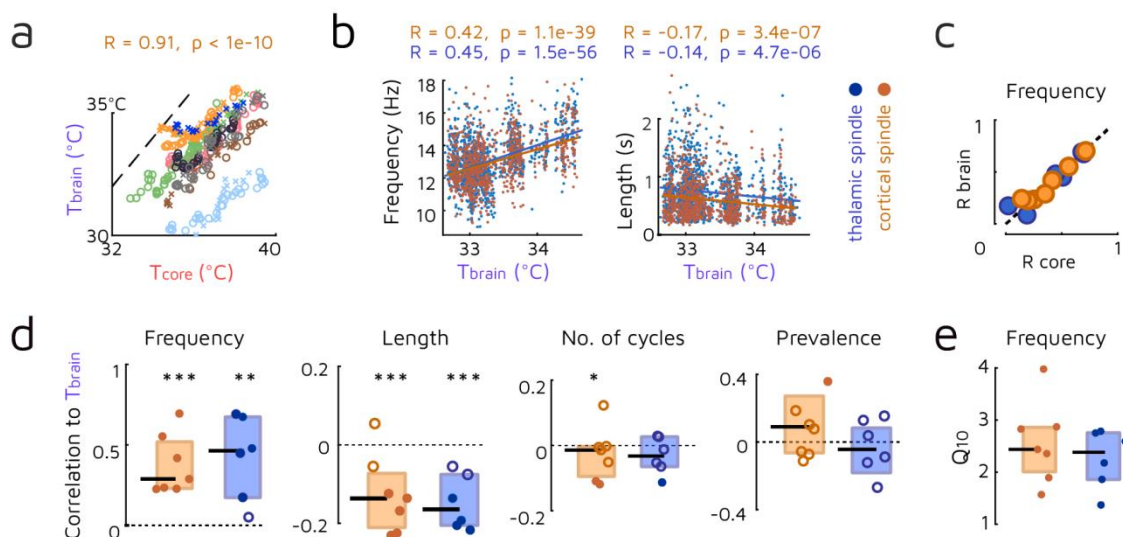 a
R = 0.91, p < 1e-10
35°C
30
32
40
Tbrain (°C)
Tcore (°C)
b
R = 0.42, p = 1.1e-39
R = 0.45, p = 1.5e-56
R = -0.17, p = 3.4e-07
R = -0.14, p = 4.7e-06
Frequency (Hz)
18
16
14
12
10
33
34
Tbrain (°C)
Length (s)
2
1
0
33
34
Tbrain (°C)
thalamic spindle
cortical spindle
c
Frequency
1
R brain
0
R core
1
d
Correlation to Tbrain
Frequency
*** **
1
0.5
0
Length
*** ***
0.2
0
-0.2
No. of cycles
*
0.2
0
-0.2
Prevalence
0.4
0
-0.4
e
Frequency
Q10
4
3
2
1